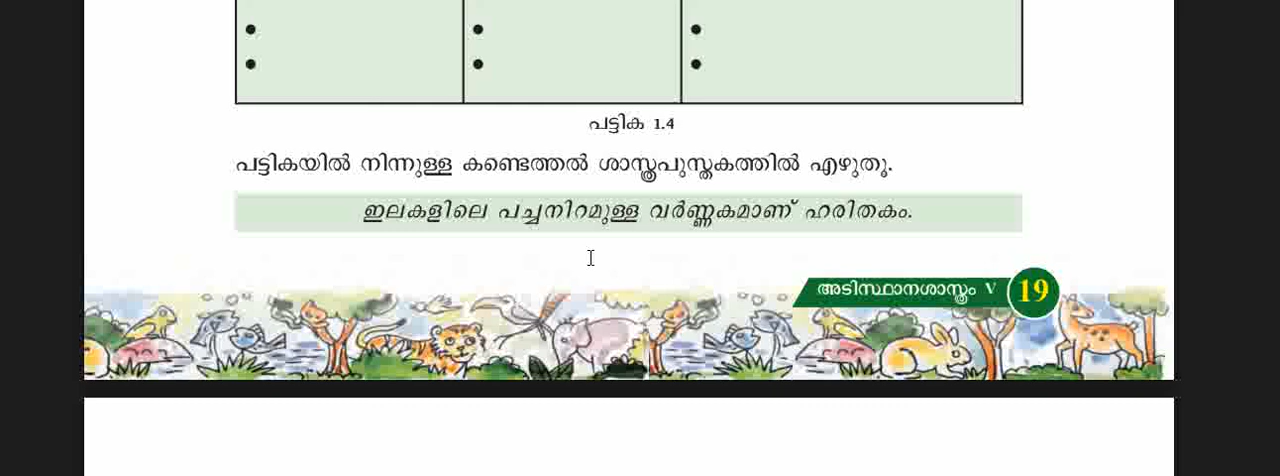 പട്ടിക 1.4
പട്ടികയിൽ നിന്നുള്ള കണ്ടെത്തൽ ശാസ്ത്രപുസ്തകത്തിൽ എഴുതൂ.
ഇലകളിലെ പച്ചനിറമുള്ള വർണ്ണകമാണ് ഹരിതകം.
അടിസ്ഥാനശാസ്ത്രം V 19